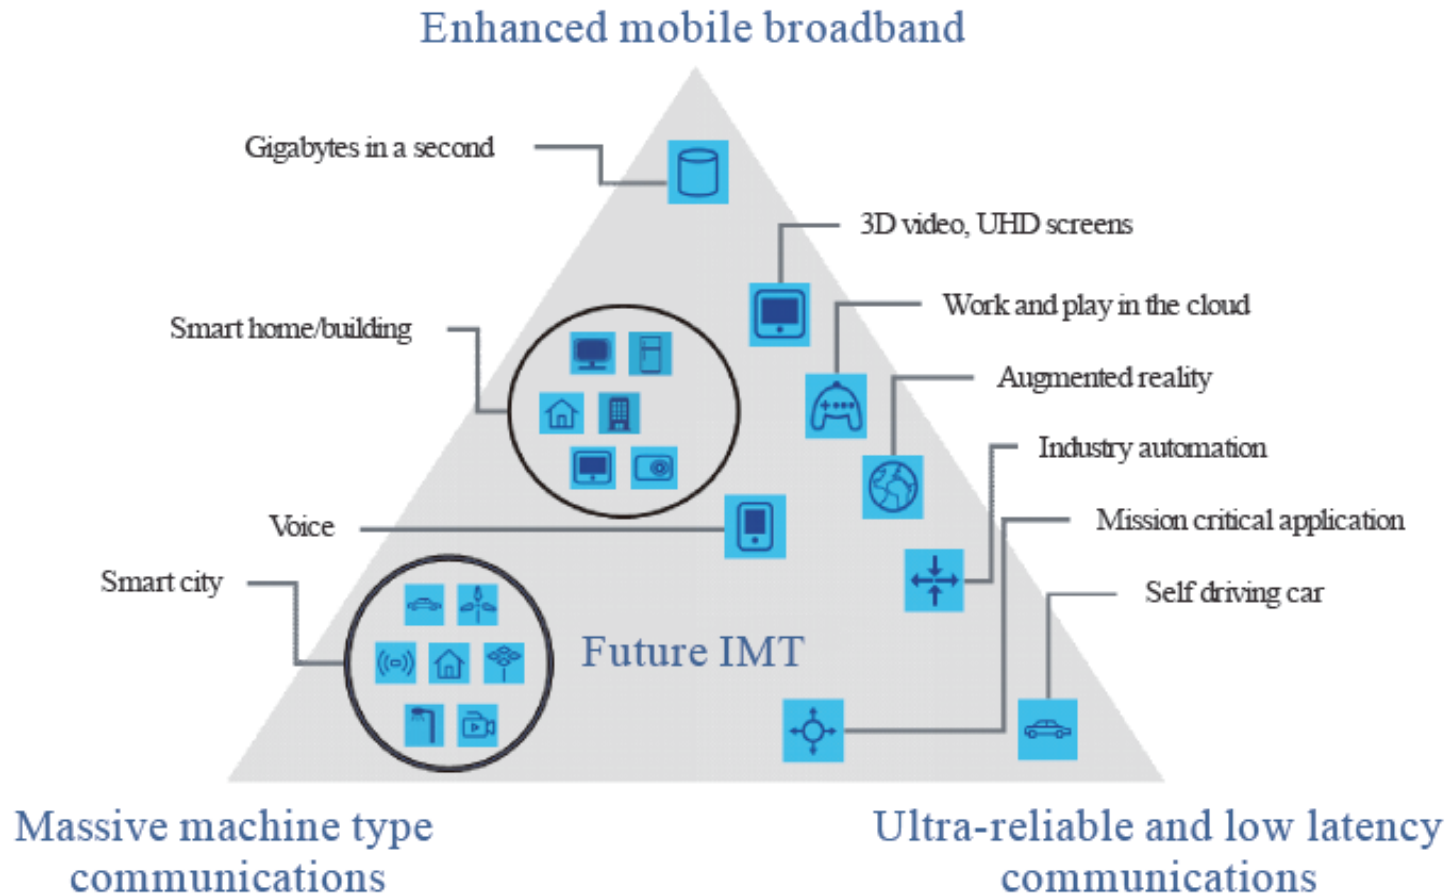 Enhanced mobile broadband
Gigabytes in a second
3D video, UHD screens
Work and play in the cloud
Smart home/building
Augmented reality
Industry automation
Mission critical application
Voice
Smart city
Self driving car
Future IMT
Massive machine type
communications
Ultra-reliable and low latency
communications